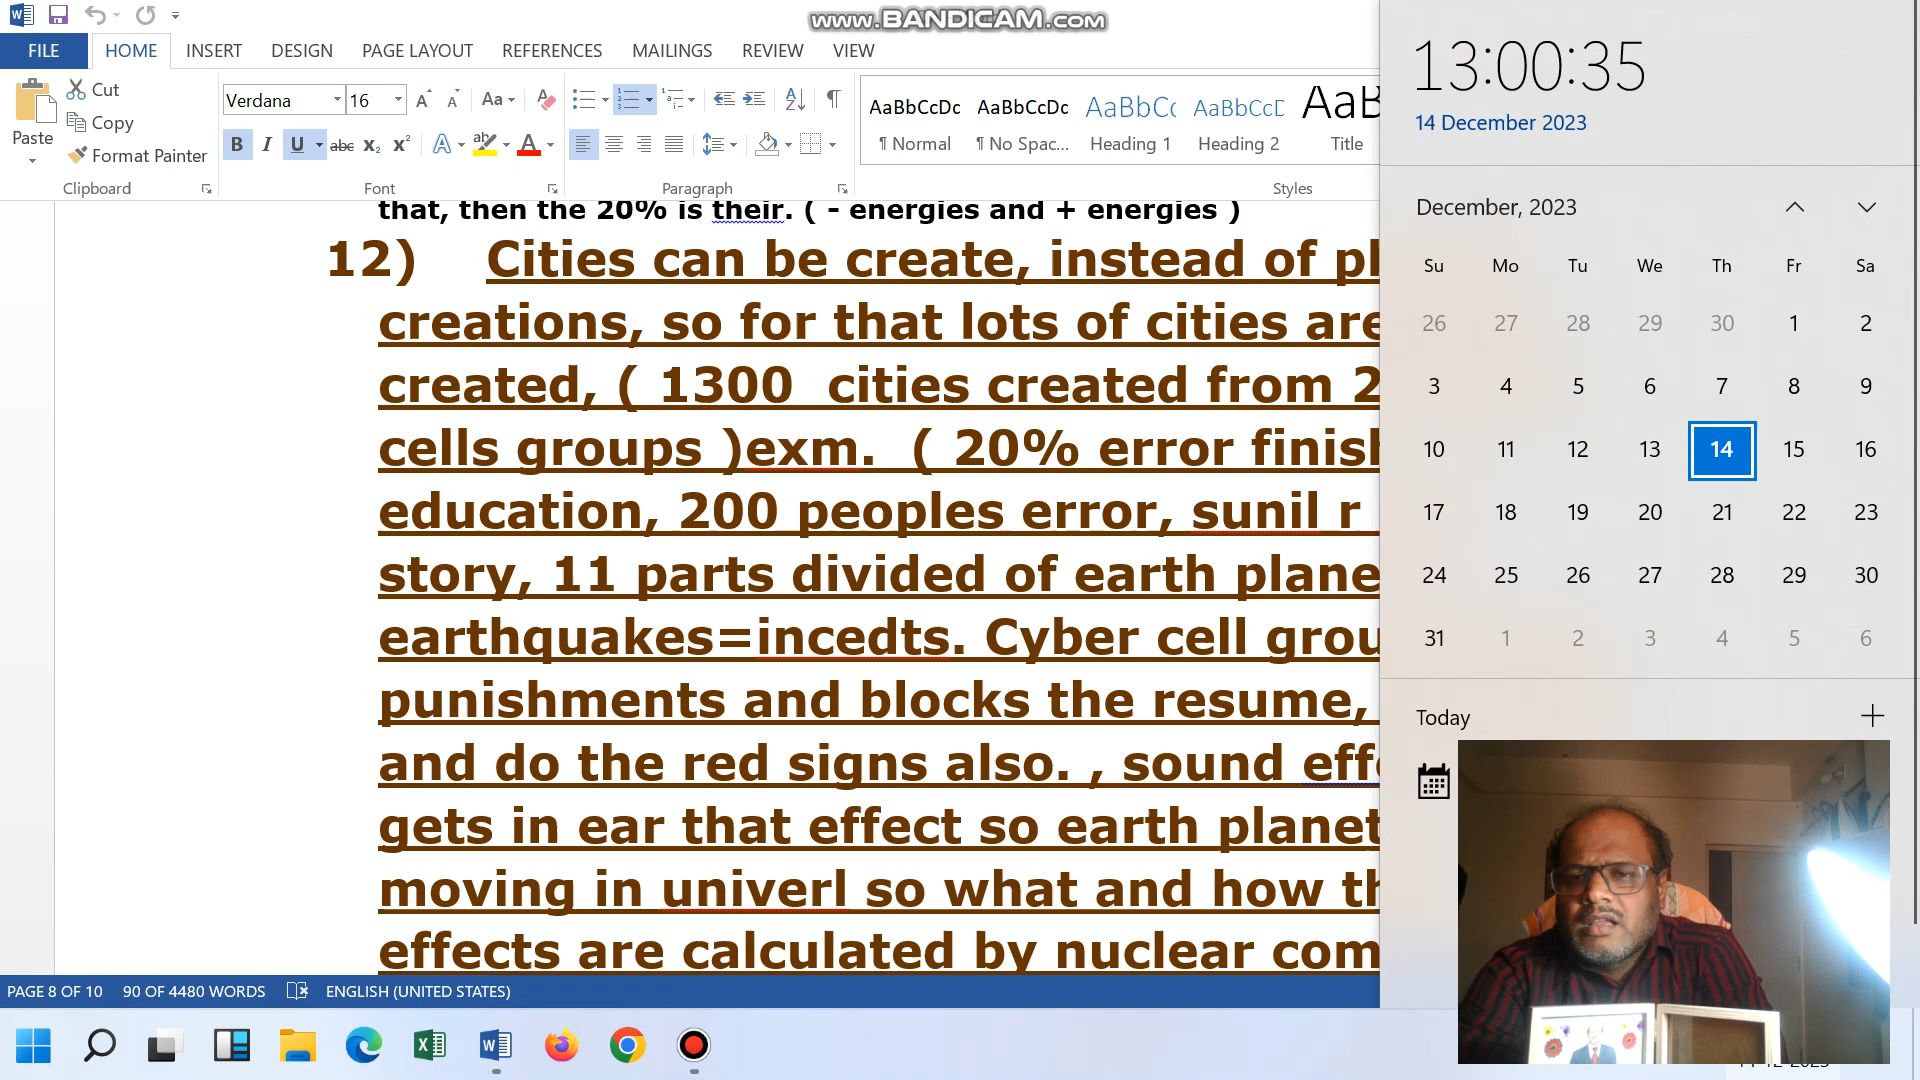 www.BANDICAM.com
FILE HOME INSERT DESIGN PAGE LAYOUT REFERENCES MAILINGS REVIEW VIEW
Cut
Copy
Format Painter
Paste
Verdana 16
Aa
B I U abc X₂ X² A ab A
AaBbCcDc AaBbCcDc AaBbCc AaBbCcD AaB
¶ Normal ¶ No Spac... Heading 1 Heading 2 Title
Clipboard Font Paragraph Styles
that, then the 20% is their. ( - energies and + energies )
12) Cities can be create, instead of
creations, so for that lots of cities are
created, ( 1300 cities created from 2
cells groups )exm. ( 20% error finish
education, 200 peoples error, sunil r
story, 11 parts divided of earth plane
earthquakes=incedts. Cyber cell grou
punishments and blocks the resume,
and do the red signs also. , sound effe
gets in ear that effect so earth planet
moving in univerl so what and how th
effects are calculated by nuclear com
PAGE 8 OF 10 90 OF 4480 WORDS ENGLISH (UNITED STATES)
13:00:35
14 December 2023
December, 2023
Su Mo Tu We Th Fr Sa
26 27 28 29 30 1 2
3 4 5 6 7 8 9
10 11 12 13 14 15 16
17 18 19 20 21 22 23
24 25 26 27 28 29 30
31 1 2 3 4 5 6
Today